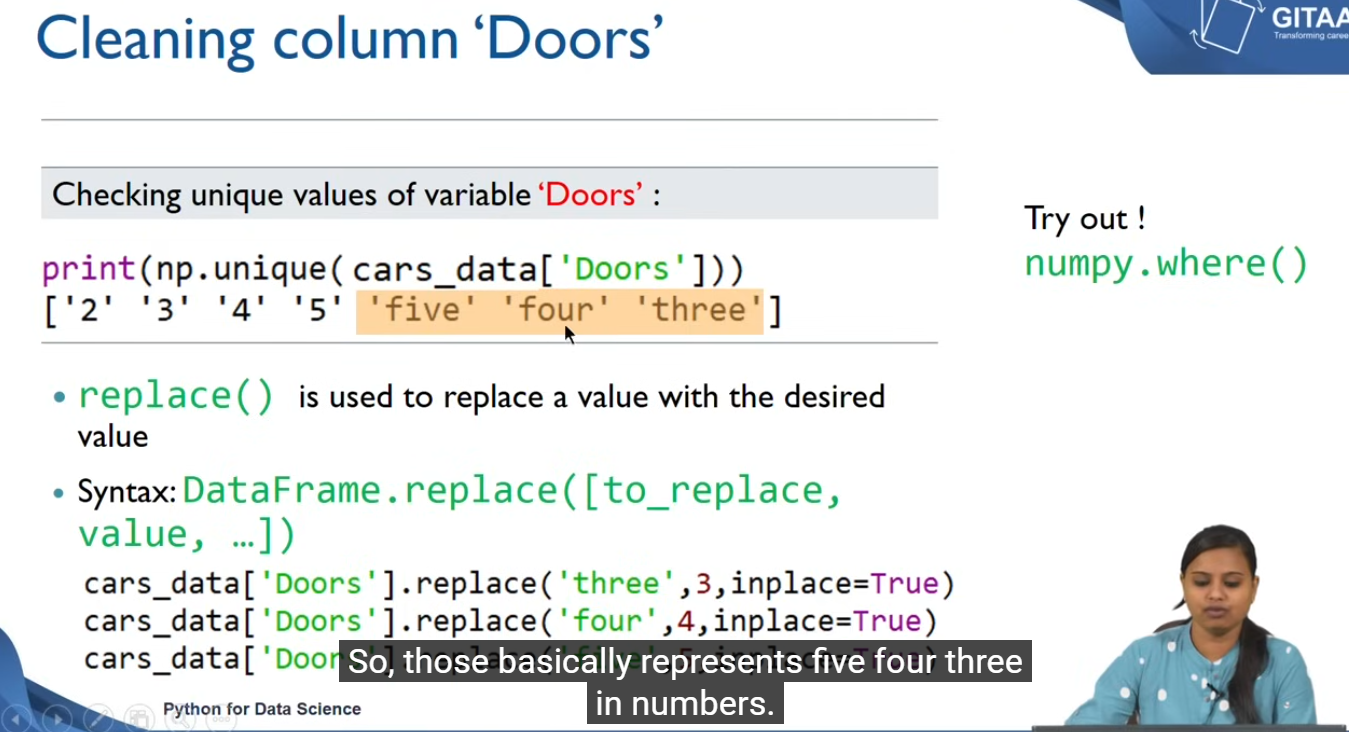 Cleaning column ‘Doors’
GITAA
Transforming caree
Checking unique values of variable ‘Doors’ :
print(np.unique(cars_data['Doors']))
['2' '3' '4' '5' 'five' 'four' 'three']
Try out !
numpy.where()
• replace() is used to replace a value with the desired
value
• Syntax: DataFrame.replace([to_replace,
value, …])
cars_data['Doors'].replace('three',3,inplace=True)
cars_data['Doors'].replace('four',4,inplace=True)
cars_data['Door
So, those basically represents five four three
in numbers.
Python for Data Science